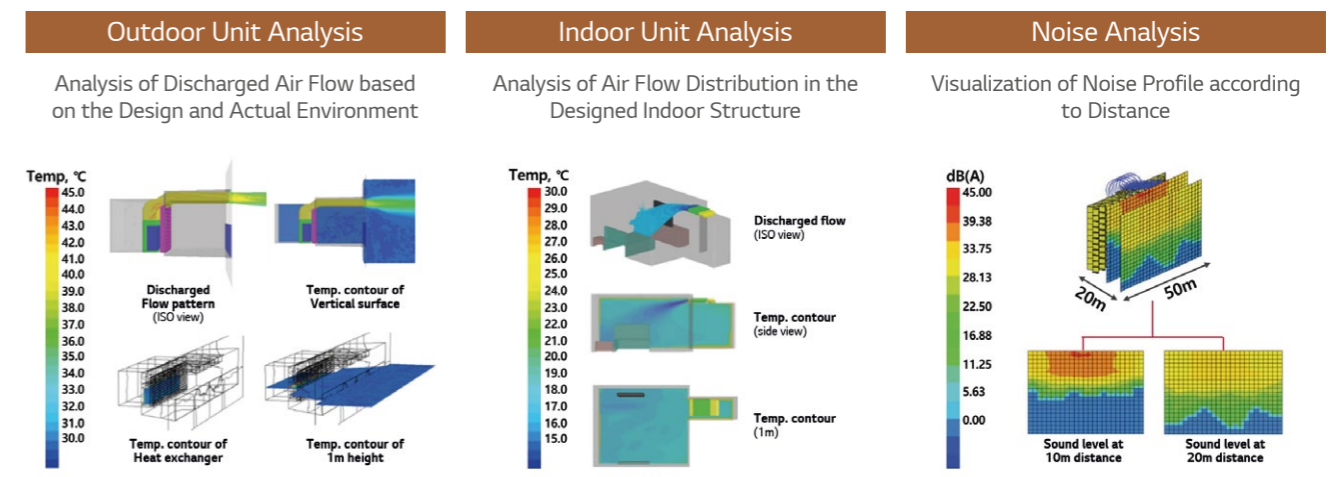 Outdoor Unit Analysis
Analysis of Discharged Air Flow based
on the Design and Actual Environment
Temp, ℃
45.0
44.0
43.0
42.0
41.0
40.0
39.0
38.0
37.0
36.0
35.0
34.0
33.0
32.0
31.0
30.0
Discharged
Flow pattern
(ISO view)
Temp. contour of
Vertical surface
Temp. contour of
Heat exchanger
Temp. contour of
1m height
Indoor Unit Analysis
Analysis of Air Flow Distribution in the
Designed Indoor Structure
Temp, ℃
30.0
29.0
28.0
27.0
26.0
25.0
24.0
23.0
22.0
21.0
20.0
19.0
18.0
17.0
16.0
15.0
Discharged flow
(ISO view)
Temp. contour
(side view)
Temp. contour
(1m)
Noise Analysis
Visualization of Noise Profile according
to Distance
dB(A)
45.00
39.38
33.75
28.13
22.50
16.88
11.25
5.63
0.00
20m
50m
Sound level at
10m distance
Sound level at
20m distance